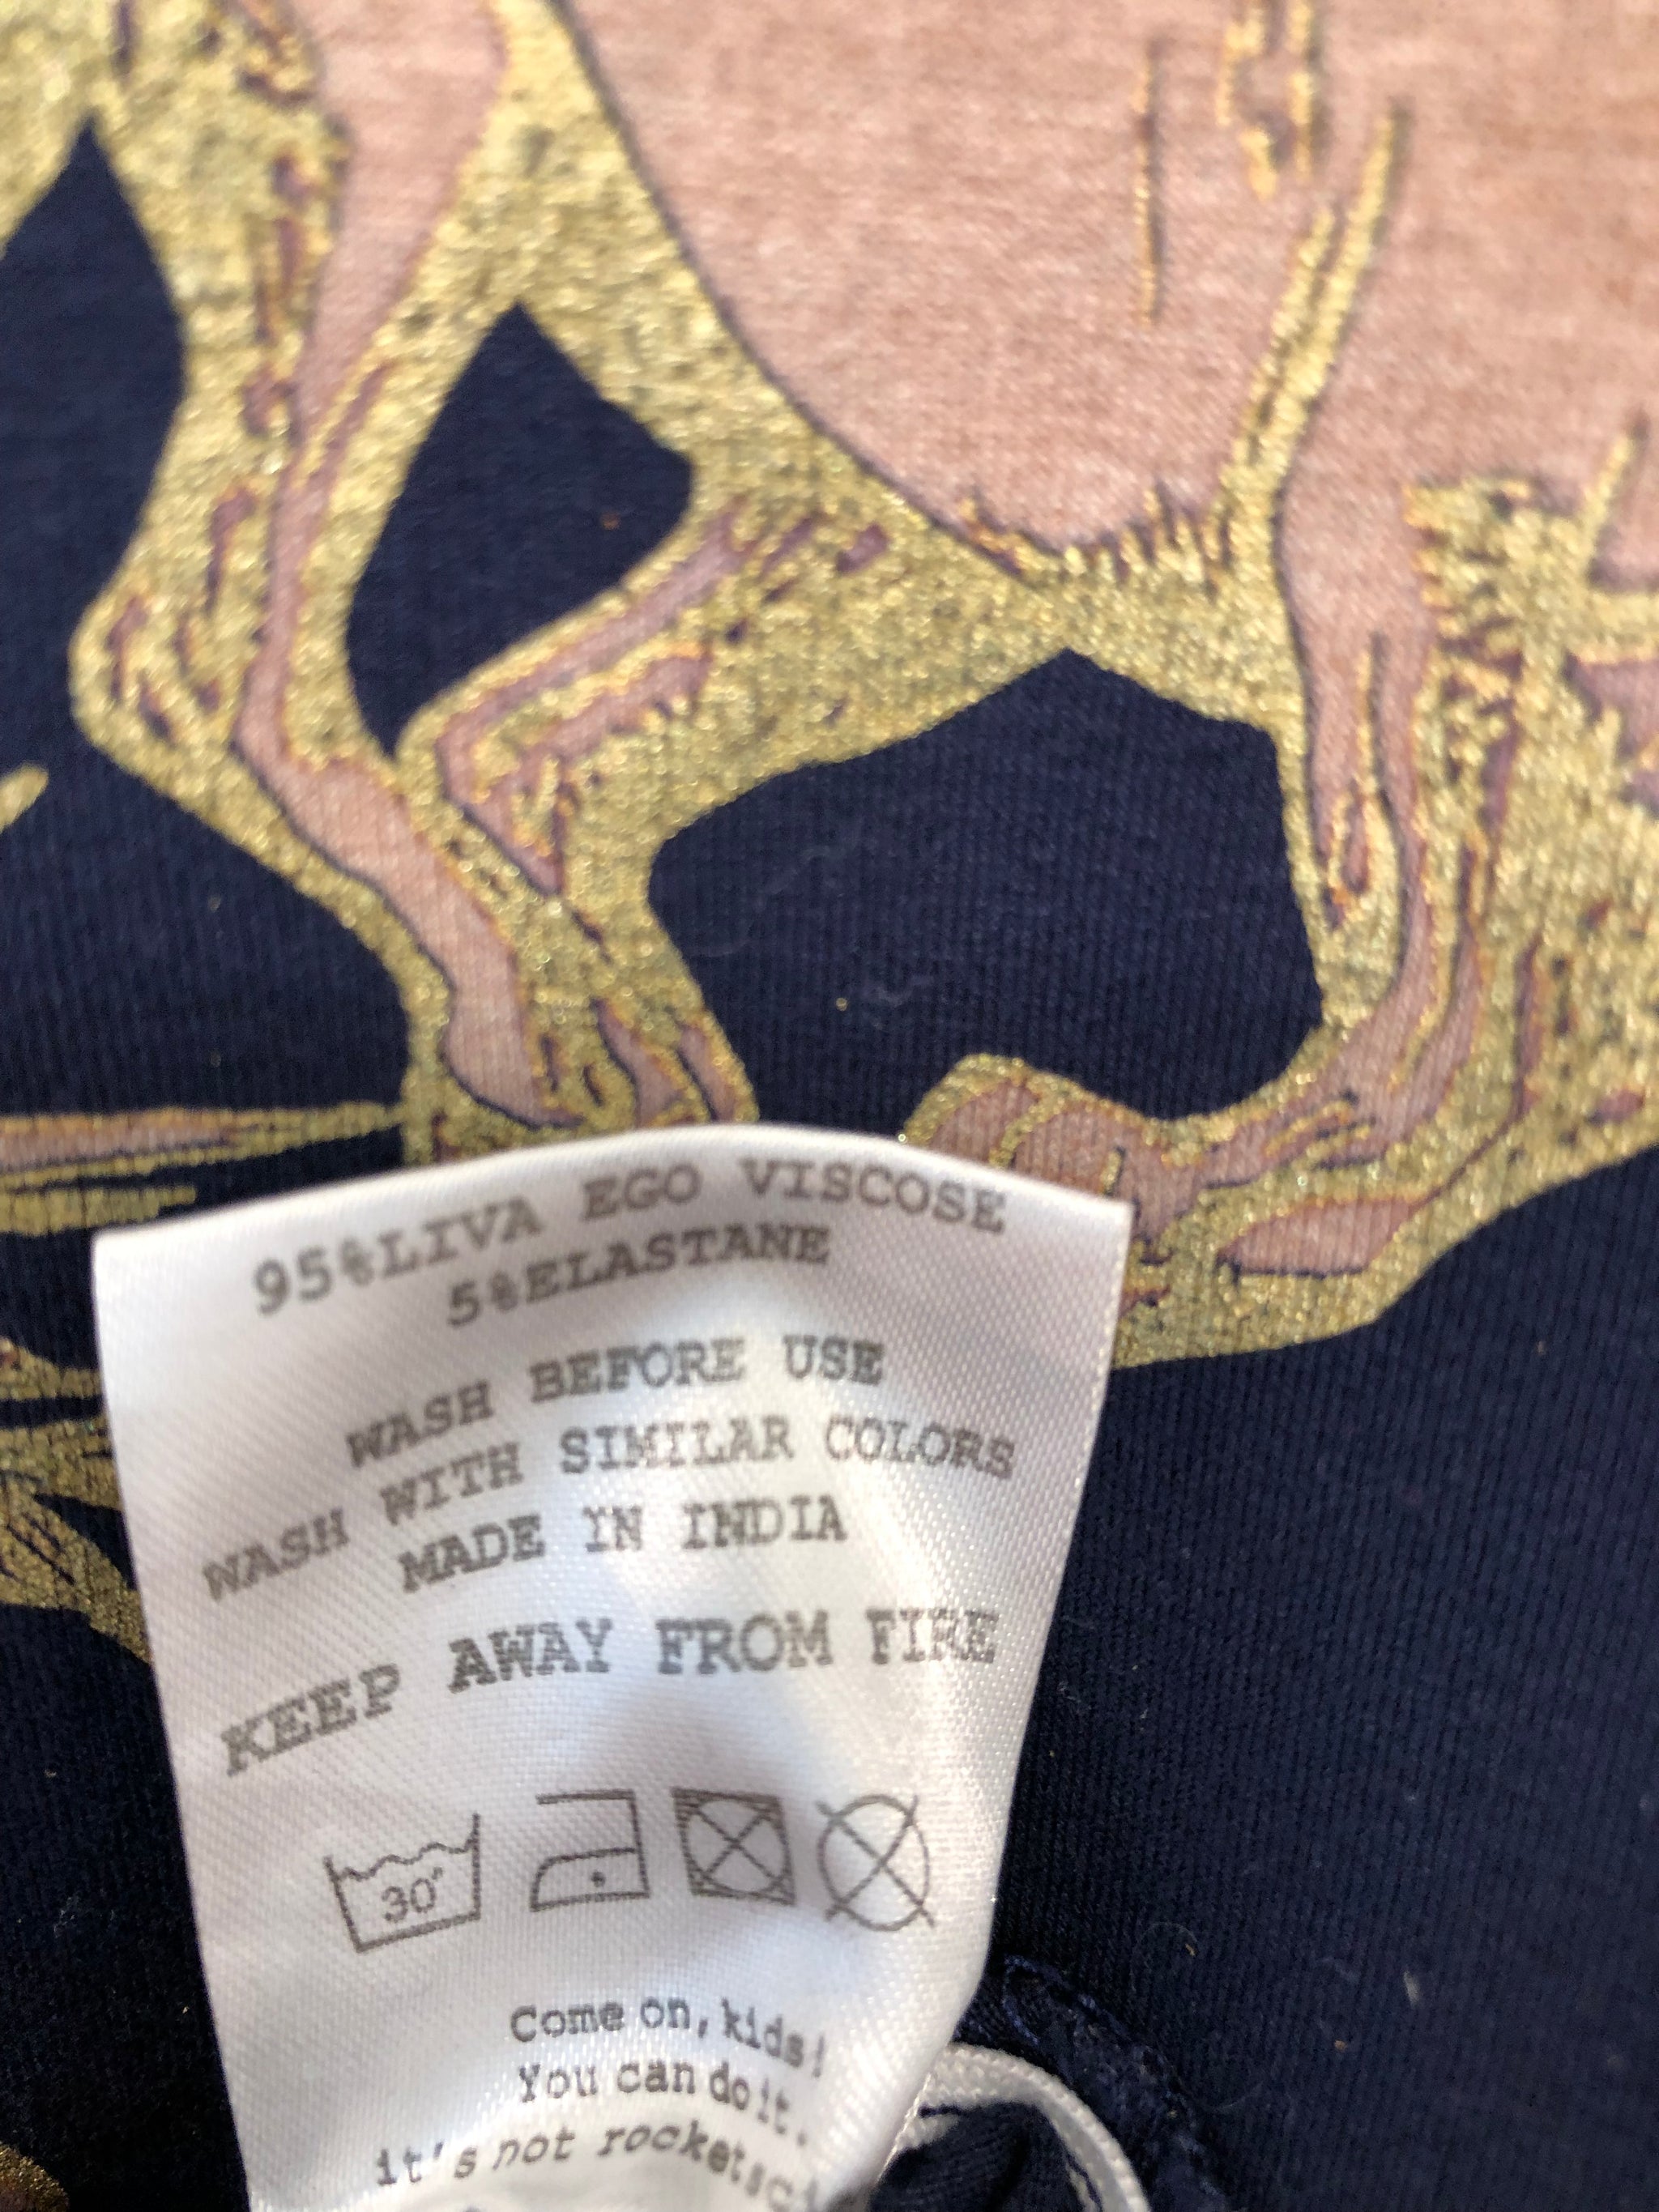 95%LIVA EGO VISCOSE
5%ELASTANE
WASH BEFORE USE
WASH WITH SIMILAR COLORS
MADE IN INDIA
KEEP AWAY FROM FIRE
30°
Come on, kids!
You can do it.
it's not